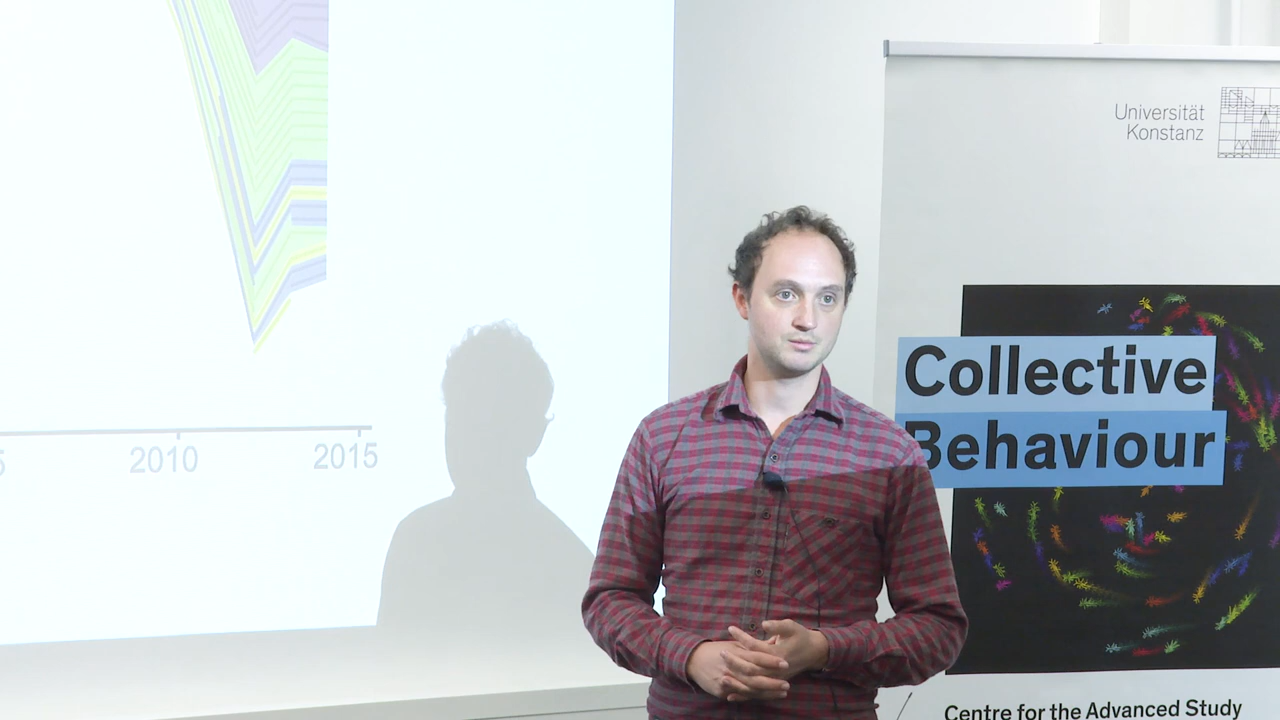 2010
2015
Universität
Konstanz
Collective
Behaviour
Centre for the Advanced Study